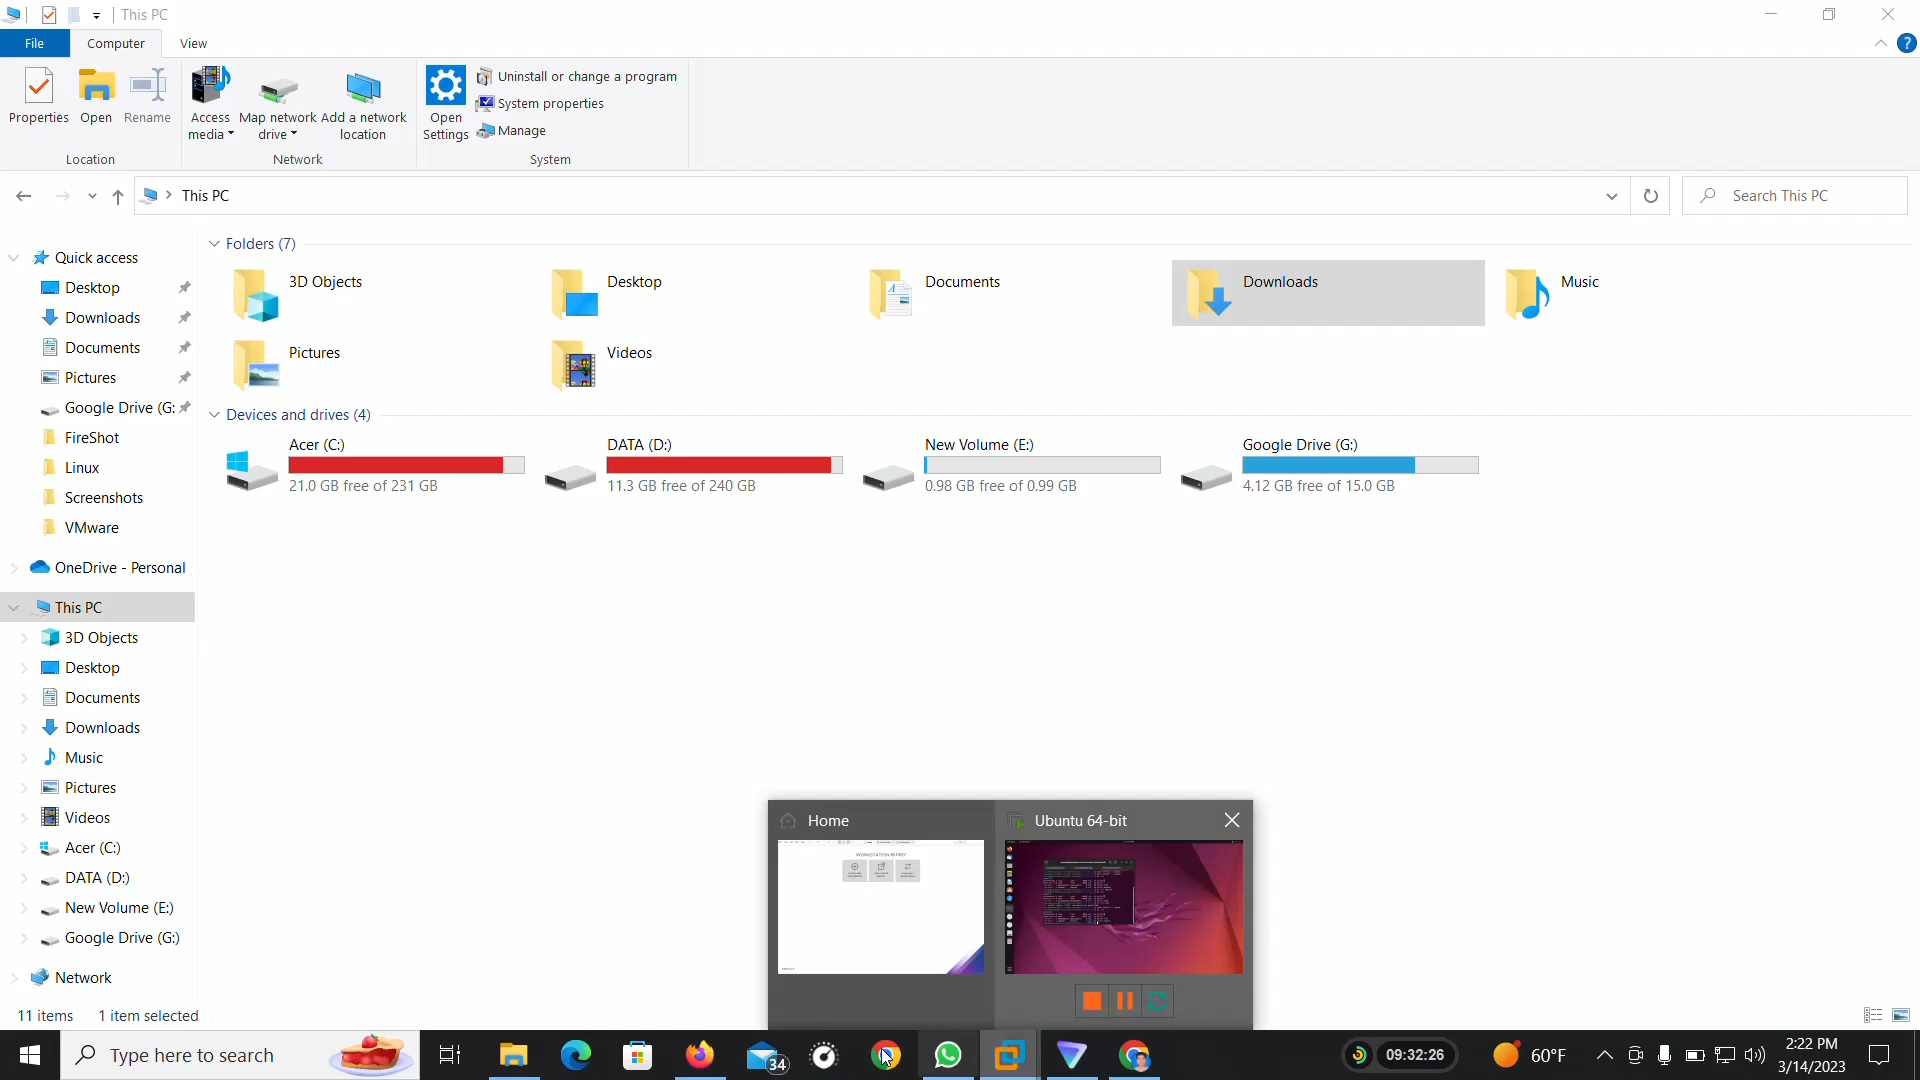 This PC
File
Computer
View
Properties
Open
Rename
Access
media
Map network
drive
Add a network
location
Open
Settings
Uninstall or change a program
System properties
Manage
Location
Network
System
This PC
Search This PC
Quick access
Desktop
Downloads
Documents
Pictures
Google Drive (G:
FireShot
Linux
Screenshots
VMware
OneDrive - Personal
This PC
3D Objects
Desktop
Documents
Downloads
Music
Pictures
Videos
Acer (C:)
DATA (D:)
New Volume (E:)
Google Drive (G:)
Network
Folders (7)
3D Objects
Desktop
Documents
Downloads
Music
Pictures
Videos
Devices and drives (4)
Acer (C:)
21.0 GB free of 231 GB
DATA (D:)
11.3 GB free of 240 GB
New Volume (E:)
0.98 GB free of 0.99 GB
Google Drive (G:)
4.12 GB free of 15.0 GB
Home
WORKSTATION 16 PRO
Ubuntu 64-bit
11 items
1 item selected
Type here to search
34
09:32:26
60°F
2:22 PM
3/14/2023